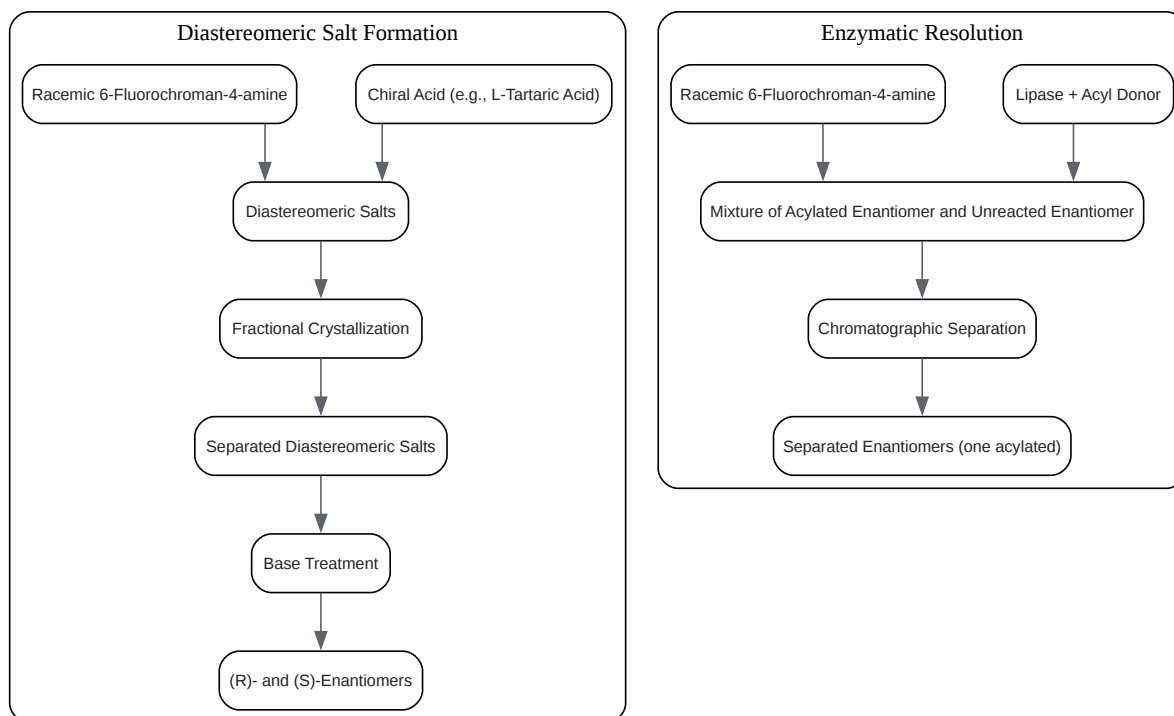 Diastereomeric Salt Formation
Racemic 6-Fluorochroman-4-amine
Chiral Acid (e.g., L-Tartaric Acid)
Diastereomeric Salts
Fractional Crystallization
Separated Diastereomeric Salts
Base Treatment
(R)- and (S)-Enantiomers
Enzymatic Resolution
Racemic 6-Fluorochroman-4-amine
Lipase + Acyl Donor
Mixture of Acylated Enantiomer and Unreacted Enantiomer
Chromatographic Separation
Separated Enantiomers (one acylated)